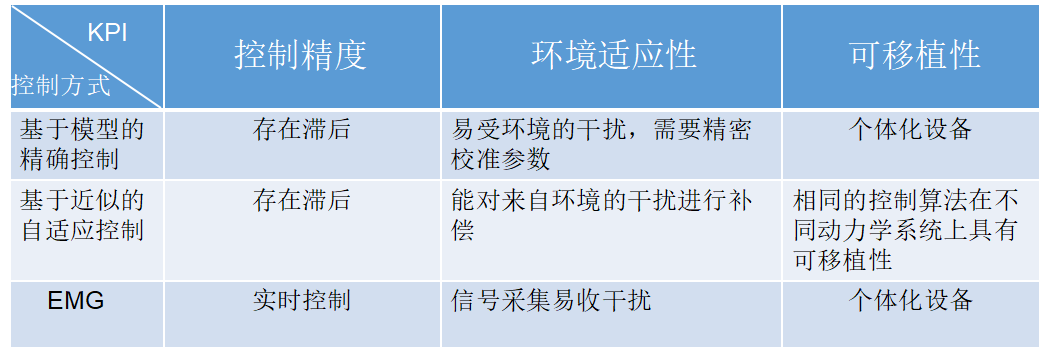 KPI
控制方式
控制精度
环境适应性
可移植性
基于模型的
精确控制
存在滞后
易受环境的干扰，需要精密
校准参数
个体化设备
基于近似的
自适应控制
存在滞后
能对来自环境的干扰进行补
偿
相同的控制算法在不
同动力学系统上具有
可移植性
EMG
实时控制
信号采集易收干扰
个体化设备